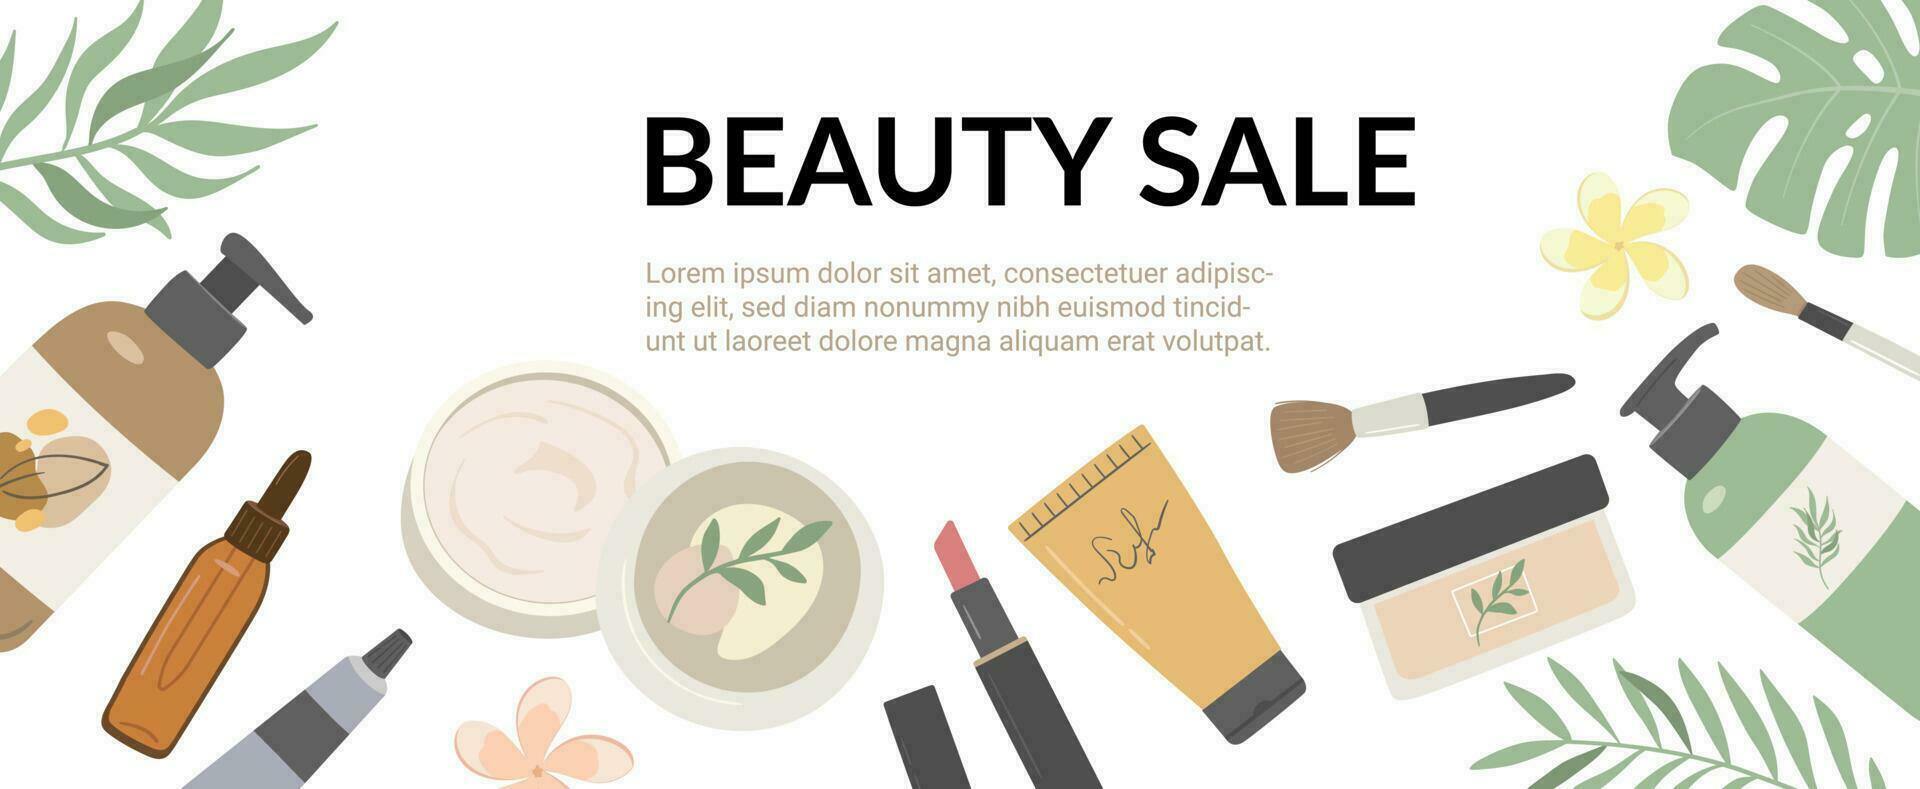 BEAUTY SALE
Lorem ipsum dolor sit amet, consectetuer adipisc-
ing elit, sed diam nonummy nibh euismod tincid-
unt ut laoreet dolore magna aliquam erat volutpat.